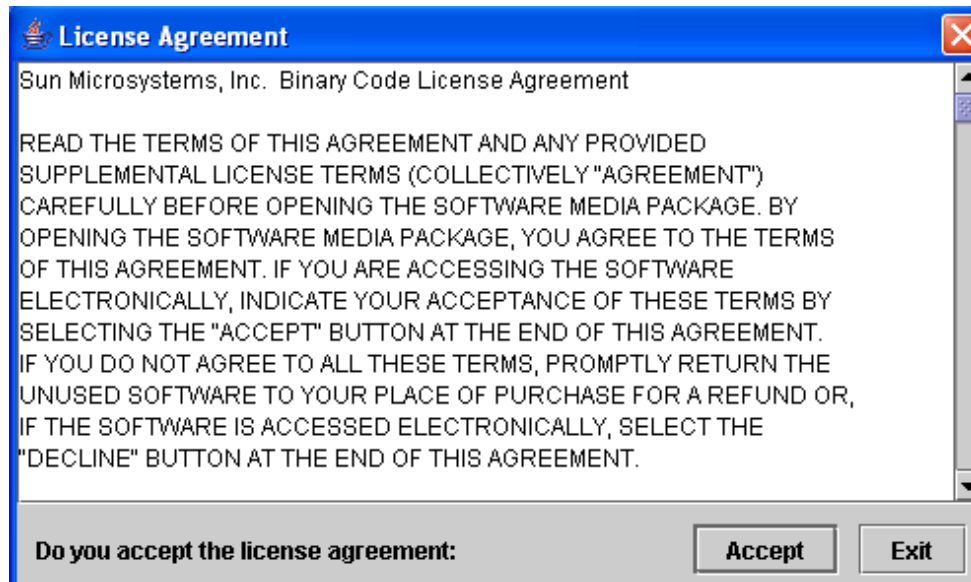 License Agreement
Sun Microsystems, Inc.  Binary Code License Agreement
READ THE TERMS OF THIS AGREEMENT AND ANY PROVIDED
SUPPLEMENTAL LICENSE TERMS (COLLECTIVELY "AGREEMENT")
CAREFULLY BEFORE OPENING THE SOFTWARE MEDIA PACKAGE. BY
OPENING THE SOFTWARE MEDIA PACKAGE, YOU AGREE TO THE TERMS
OF THIS AGREEMENT. IF YOU ARE ACCESSING THE SOFTWARE
ELECTRONICALLY, INDICATE YOUR ACCEPTANCE OF THESE TERMS BY
SELECTING THE "ACCEPT" BUTTON AT THE END OF THIS AGREEMENT.
IF YOU DO NOT AGREE TO ALL THESE TERMS, PROMPTLY RETURN THE
UNUSED SOFTWARE TO YOUR PLACE OF PURCHASE FOR A REFUND OR,
IF THE SOFTWARE IS ACCESSED ELECTRONICALLY, SELECT THE
"DECLINE" BUTTON AT THE END OF THIS AGREEMENT.
Do you accept the license agreement: Accept Exit